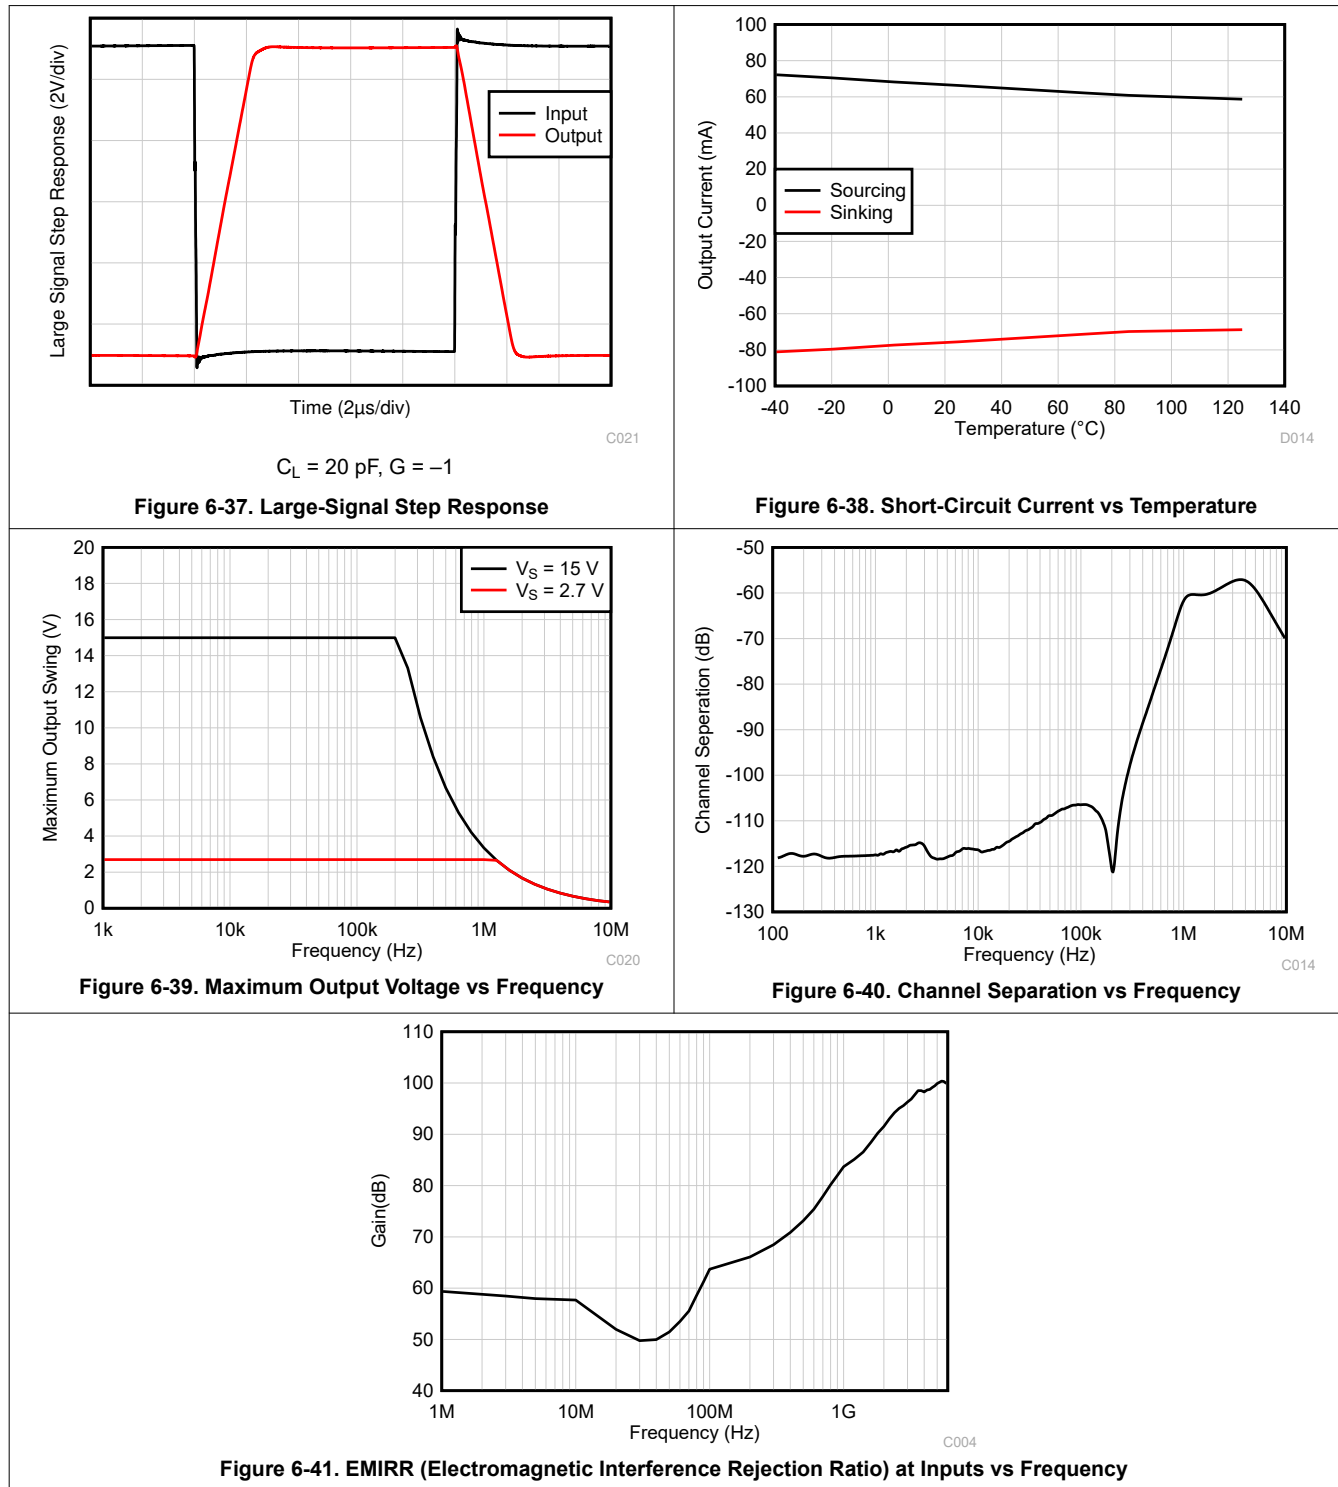 Large Signal Step Response (2V/div)
Input
Output
Time (2µs/div)
C021
C_L = 20 pF, G = –1
Figure 6-37. Large-Signal Step Response
Output Current (mA)
100
80
60
40
20
0
-20
-40
-60
-80
-100
Sourcing
Sinking
-40 -20 0 20 40 60 80 100 120 140
Temperature (°C)
D014
Figure 6-38. Short-Circuit Current vs Temperature
Maximum Output Swing (V)
20
18
16
14
12
10
8
6
4
2
0
V_S = 15 V
V_S = 2.7 V
1k 10k 100k 1M 10M
Frequency (Hz)
C020
Figure 6-39. Maximum Output Voltage vs Frequency
Channel Seperation (dB)
-50
-60
-70
-80
-90
-100
-110
-120
-130
100 1k 10k 100k 1M 10M
Frequency (Hz)
C014
Figure 6-40. Channel Separation vs Frequency
Gain(dB)
110
100
90
80
70
60
50
40
1M 10M 100M 1G
Frequency (Hz)
C004
Figure 6-41. EMIRR (Electromagnetic Interference Rejection Ratio) at Inputs vs Frequency